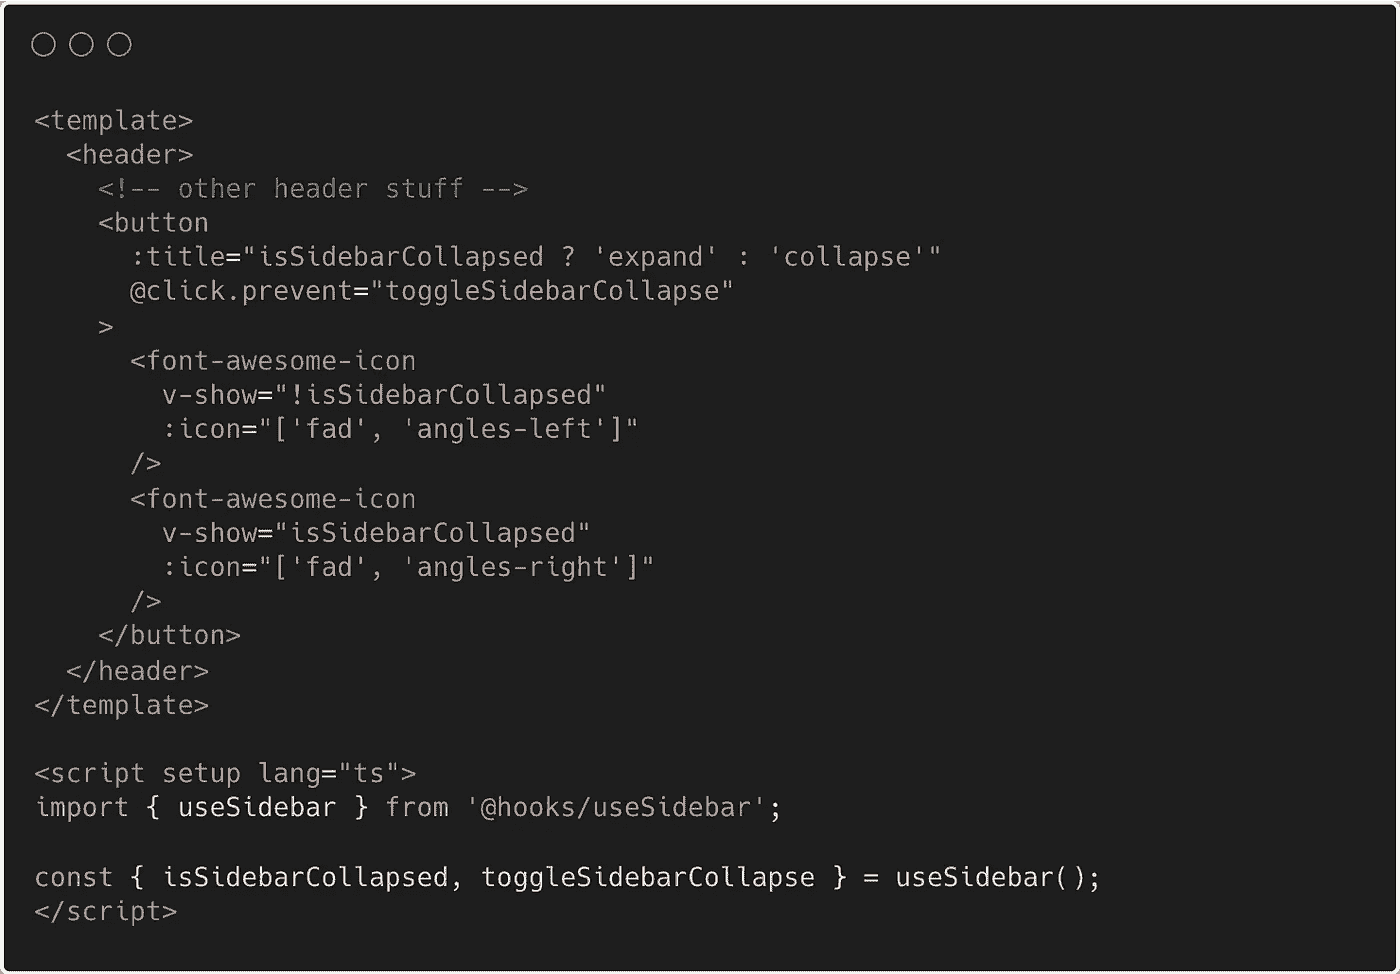 <template>
  <header>
    <!-- other header stuff -->
    <button
      :title="isSidebarCollapsed ? 'expand' : 'collapse'"
      @click.prevent="toggleSidebarCollapse"
    >
      <font-awesome-icon
        v-show="!isSidebarCollapsed"
        :icon="['fad', 'angles-left']"
      />
      <font-awesome-icon
        v-show="isSidebarCollapsed"
        :icon="['fad', 'angles-right']"
      />
    </button>
  </header>
</template>

<script setup lang="ts">
import { useSidebar } from '@hooks/useSidebar';

const { isSidebarCollapsed, toggleSidebarCollapse } = useSidebar();
</script>